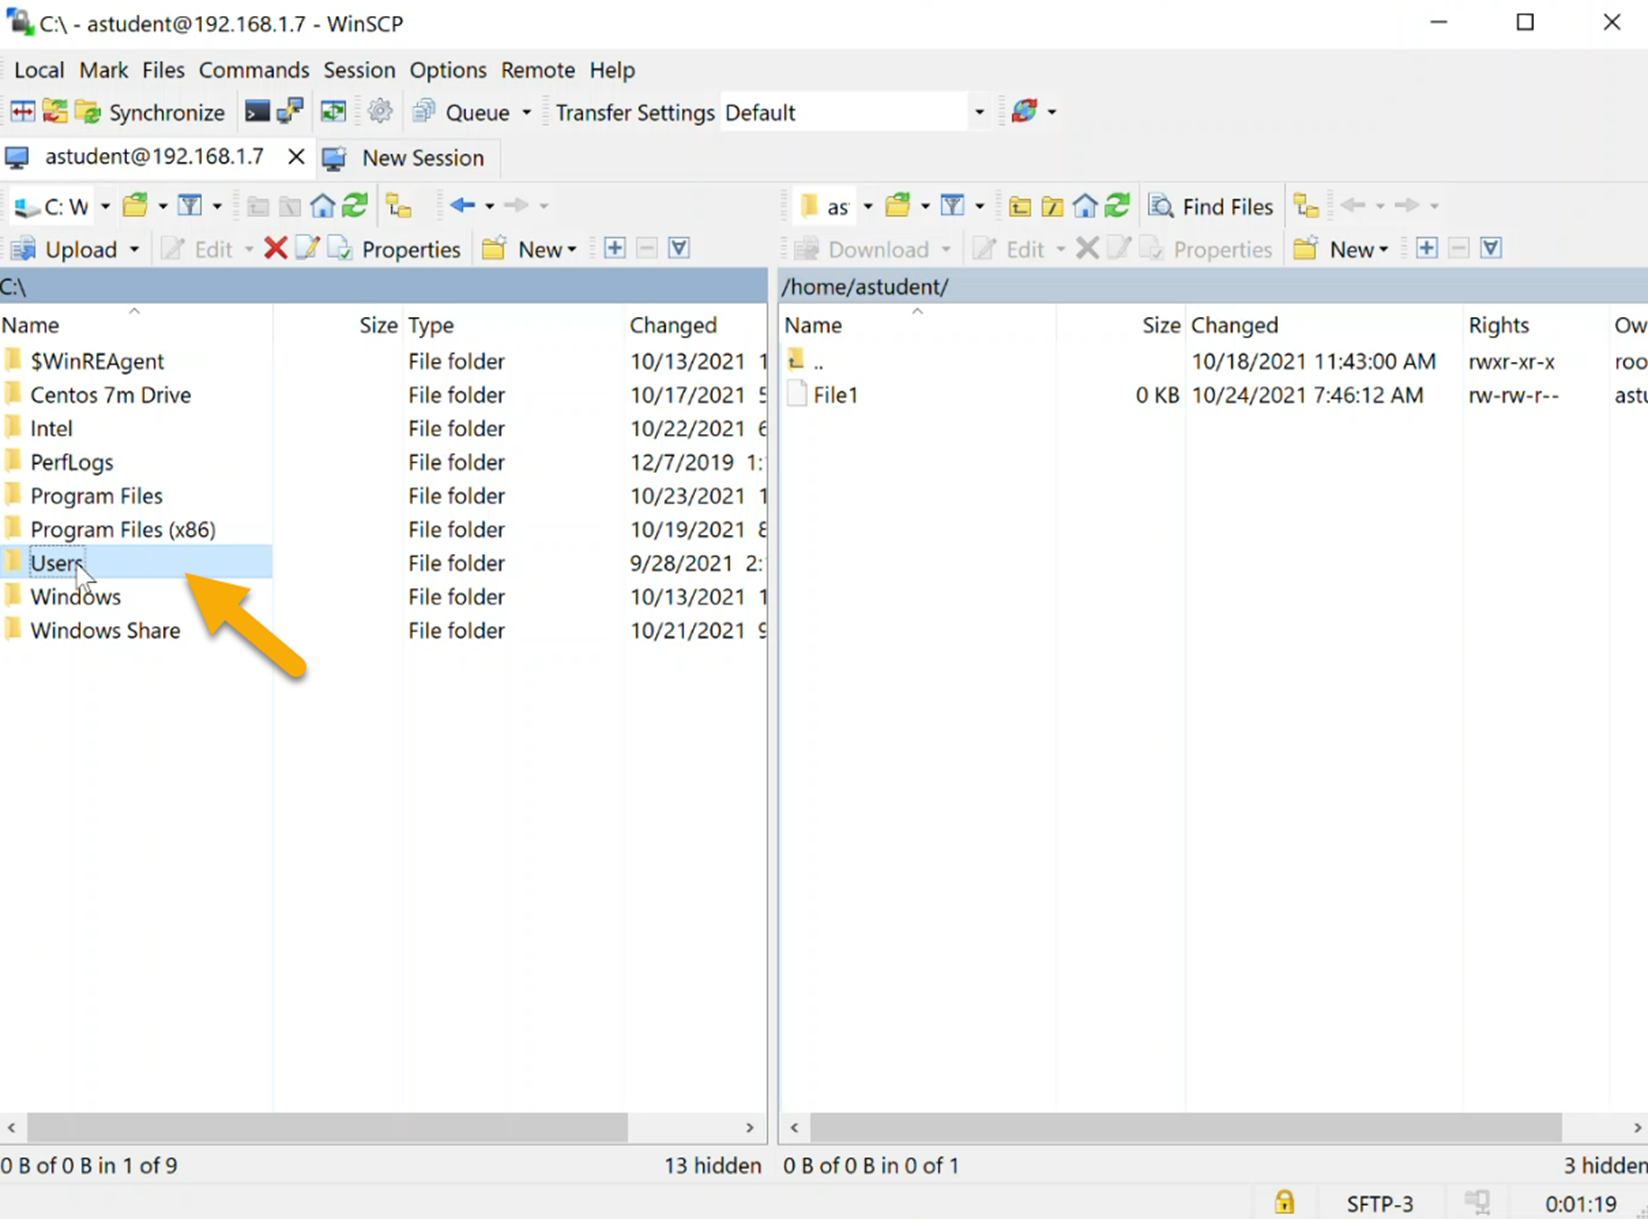 C:\ - astudent@192.168.1.7 - WinSCP
Local Mark Files Commands Session Options Remote Help
Synchronize Queue Transfer Settings Default
astudent@192.168.1.7 New Session
C: W as Find Files
Upload Edit Properties New Download Edit Properties New
C:\ /home/astudent/
Name Size Type Changed Name Size Changed Rights Ow
$WinREAgent File folder 10/13/2021 1 .. 10/18/2021 11:43:00 AM rwxr-xr-x roo
Centos 7m Drive File folder 10/17/2021 5 File1 0 KB 10/24/2021 7:46:12 AM rw-rw-r-- astu
Intel File folder 10/22/2021 6
PerfLogs File folder 12/7/2019 1:
Program Files File folder 10/23/2021 1
Program Files (x86) File folder 10/19/2021 8
Users File folder 9/28/2021 2:
Windows File folder 10/13/2021 1
Windows Share File folder 10/21/2021 9
0 B of 0 B in 1 of 9 13 hidden 0 B of 0 B in 0 of 1 3 hidden
SFTP-3 0:01:19